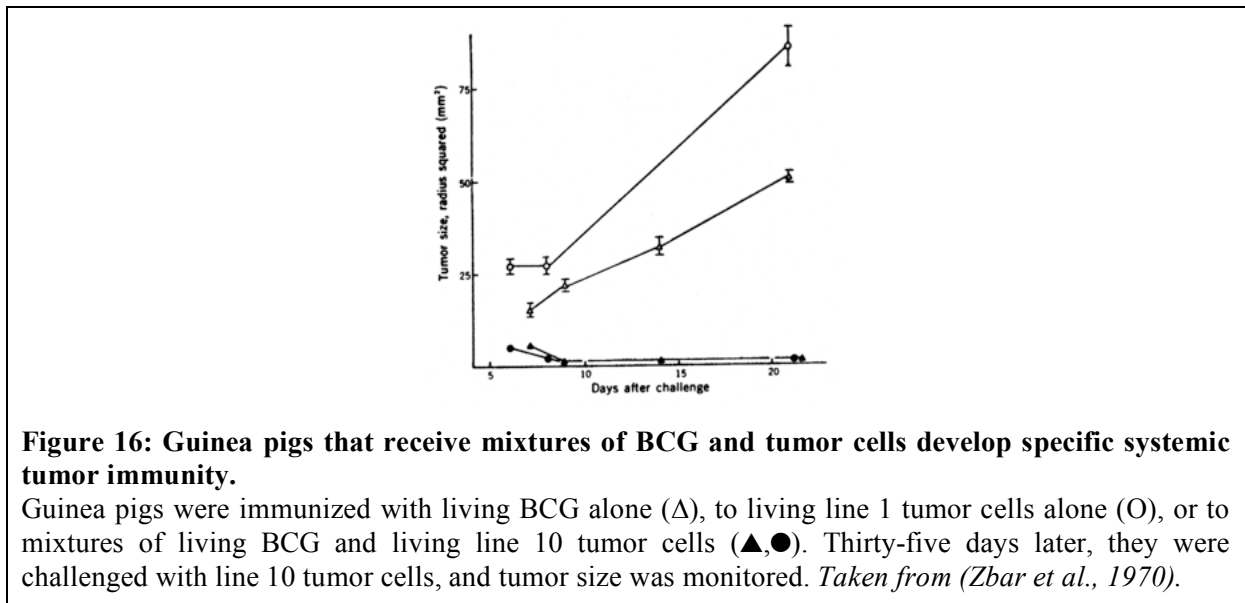 75
50
25
Tumor size, radius squared (mm²)
5 10 15 20
Days after challenge
Figure 16: Guinea pigs that receive mixtures of BCG and tumor cells develop specific systemic
tumor immunity.
Guinea pigs were immunized with living BCG alone (Δ), to living line 1 tumor cells alone (O), or to
mixtures of living BCG and living line 10 tumor cells (▲,●). Thirty-five days later, they were
challenged with line 10 tumor cells, and tumor size was monitored. Taken from (Zbar et al., 1970).